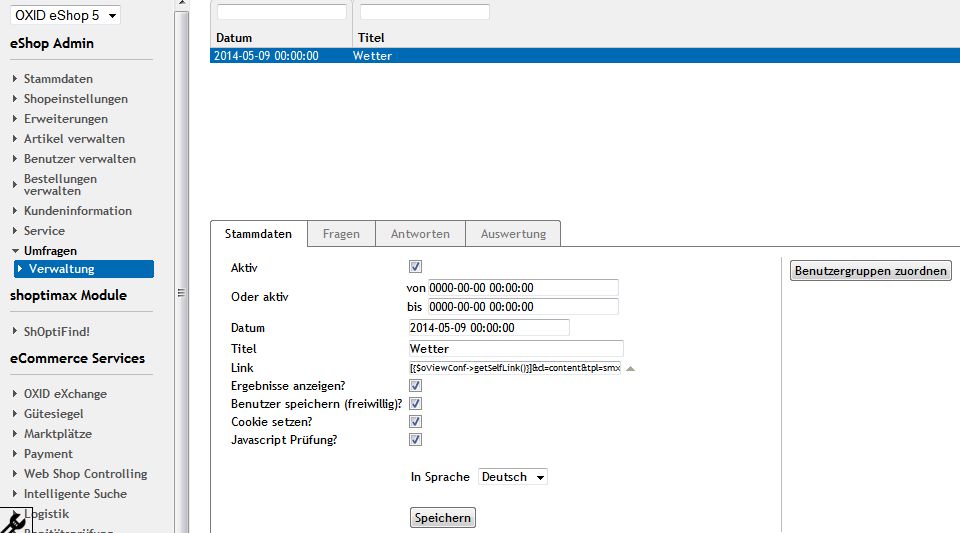 OXID eShop 5
eShop Admin
Stammdaten
Shopeinstellungen
Erweiterungen
Artikel verwalten
Benutzer verwalten
Bestellungen
verwalten
Kundeninformation
Service
Umfragen
Verwaltung
shoptimax Module
ShOptiFind!
eCommerce Services
OXID eXchange
Gütesiegel
Marktplätze
Payment
Web Shop Controlling
Intelligente Suche
Logistik
Datum Titel
2014-05-09 00:00:00 Wetter
Stammdaten Fragen Antworten Auswertung
Aktiv
Oder aktiv
von 0000-00-00 00:00:00
bis 0000-00-00 00:00:00
Datum 2014-05-09 00:00:00
Titel Wetter
Link [{$oViewConf->getSelfLink()}]&cl=content&tpl=smx
Ergebnisse anzeigen?
Benutzer speichern (freiwillig)?
Cookie setzen?
Javascript Prüfung?
In Sprache Deutsch
Speichern
Benutzergruppen zuordnen